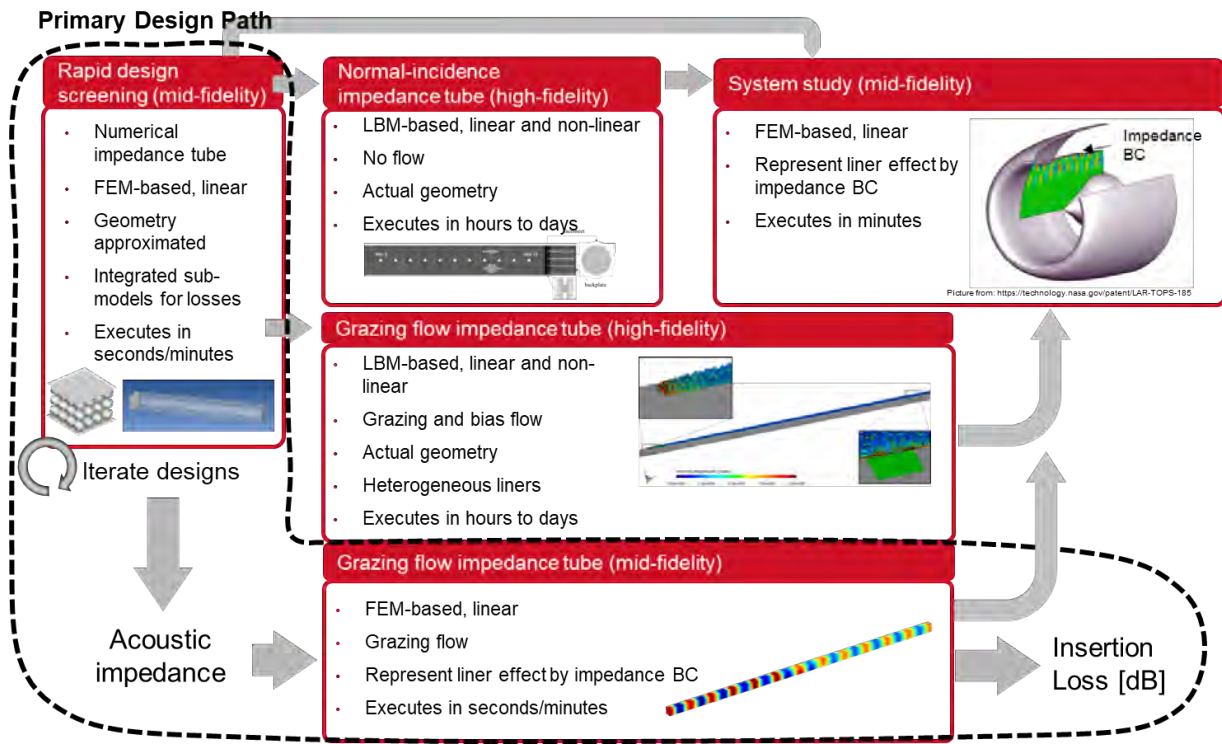 Primary Design Path
Rapid design
screening (mid-fidelity)
• Numerical
impedance tube
• FEM-based, linear
• Geometry
approximated
• Integrated sub-
models for losses
• Executes in
seconds/minutes
Iterate designs
Normal-incidence
impedance tube (high-fidelity)
• LBM-based, linear and non-linear
• No flow
• Actual geometry
• Executes in hours to days
backplate
System study (mid-fidelity)
• FEM-based, linear
• Represent liner effect by
impedance BC
• Executes in minutes
Impedance
BC
Picture from: https://technology.nasa.gov/patent/LAR-TOPS-185
Grazing flow impedance tube (high-fidelity)
• LBM-based, linear and non-
linear
• Grazing and bias flow
• Actual geometry
• Heterogeneous liners
• Executes in hours to days
Grazing flow impedance tube (mid-fidelity)
• FEM-based, linear
• Grazing flow
• Represent liner effect by impedance BC
• Executes in seconds/minutes
Acoustic
impedance
Insertion
Loss [dB]